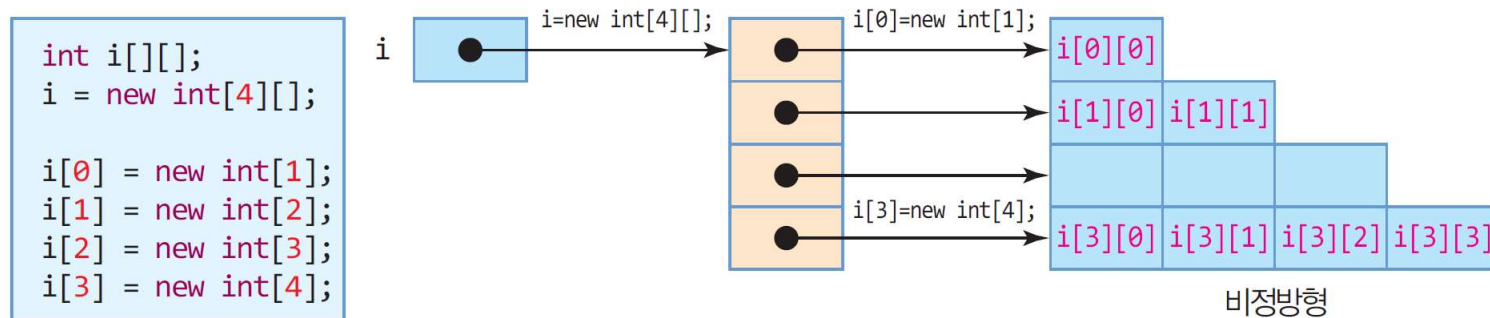 int i[][];
i = new int[4][];
i[0] = new int[1];
i[1] = new int[2];
i[2] = new int[3];
i[3] = new int[4];
i
i=new int[4][];
i[0]=new int[1];
i[0][0]
i[1][0] i[1][1]
i[3]=new int[4];
i[3][0] i[3][1] i[3][2] i[3][3]
비정방형